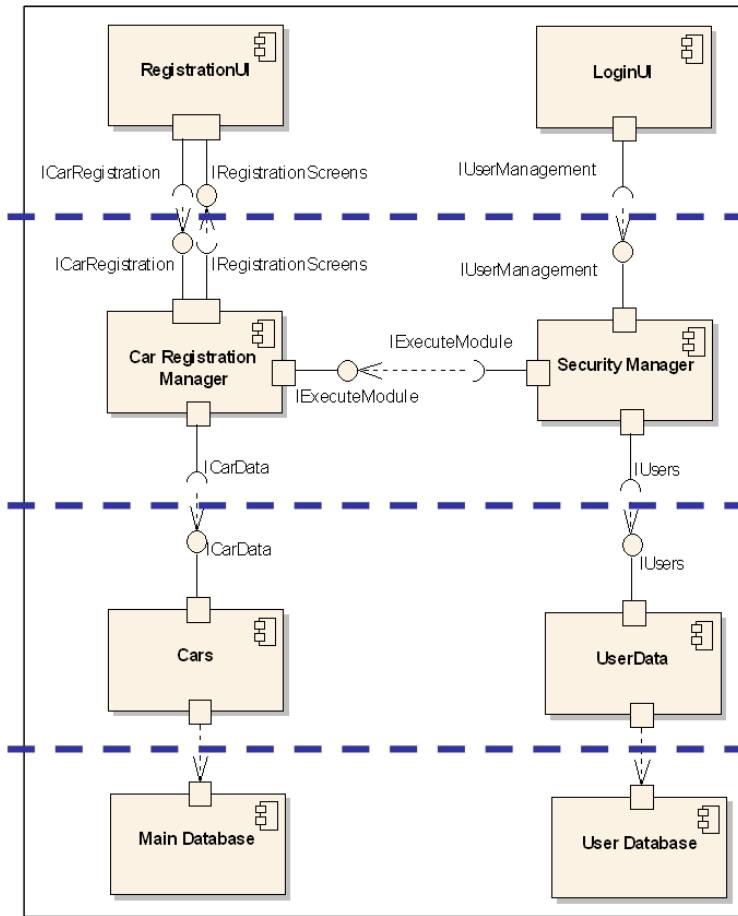 RegistrationUI
LoginUI
ICarRegistration
IRegistrationScreens
IUserManagement
ICarRegistration
IRegistrationScreens
IUserManagement
Car Registration
Manager
IExecuteModule
IExecuteModule
Security Manager
ICarData
IUsers
ICarData
IUsers
Cars
UserData
Main Database
User Database